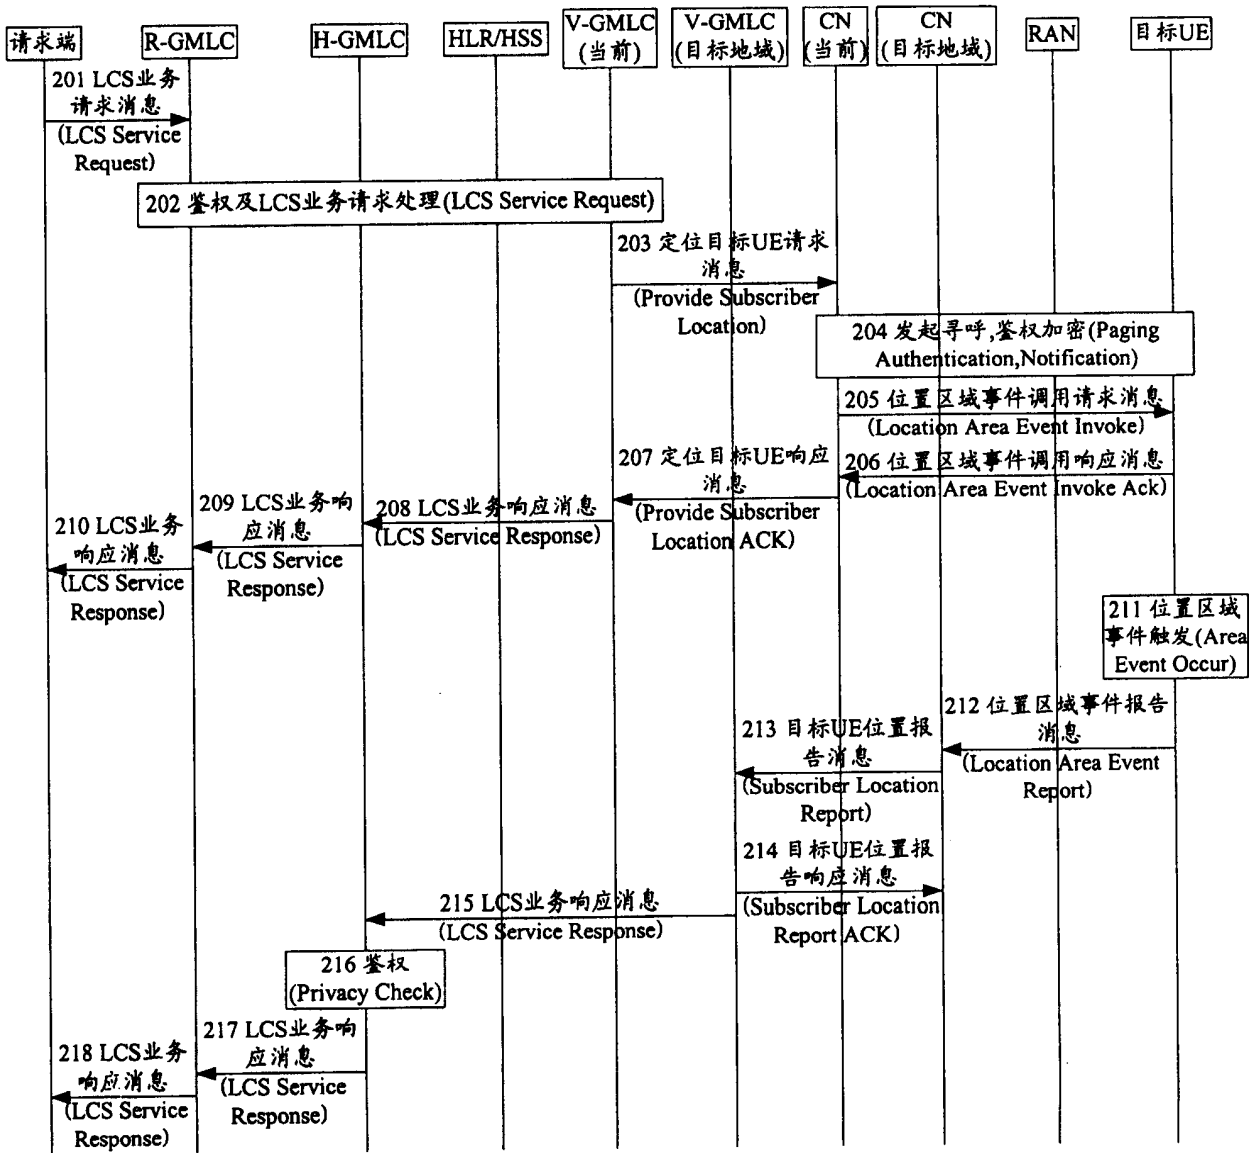 请求端
R-GMLC
H-GMLC
HLR/HSS
V-GMLC
(当前)
V-GMLC
(目标地域)
CN
(当前)
CN
(目标地域)
RAN
目标UE
201 LCS业务
请求消息
(LCS Service
Request)
202 鉴权及LCS业务请求处理(LCS Service Request)
203 定位目标UE请求
消息
(Provide Subscriber
Location)
204 发起寻呼,鉴权加密(Paging
Authentication,Notification)
205 位置区域事件调用请求消息
(Location Area Event Invoke)
206 位置区域事件调用响应消息
(Location Area Event Invoke Ack)
207 定位目标UE响应
消息
(Provide Subscriber
Location ACK)
208 LCS业务响应消息
(LCS Service Response)
209 LCS业务响
应消息
(LCS Service
Response)
210 LCS业务
响应消息
(LCS Service
Response)
211 位置区域
事件触发(Area
Event Occur)
212 位置区域事件报告
消息
(Location Area Event
Report)
213 目标UE位置报
告消息
(Subscriber Location
Report)
214 目标UE位置报
告响应消息
(Subscriber Location
Report ACK)
215 LCS业务响应消息
(LCS Service Response)
216 鉴权
(Privacy Check)
217 LCS业务响
应消息
(LCS Service
Response)
218 LCS业务
响应消息
(LCS Service
Response)